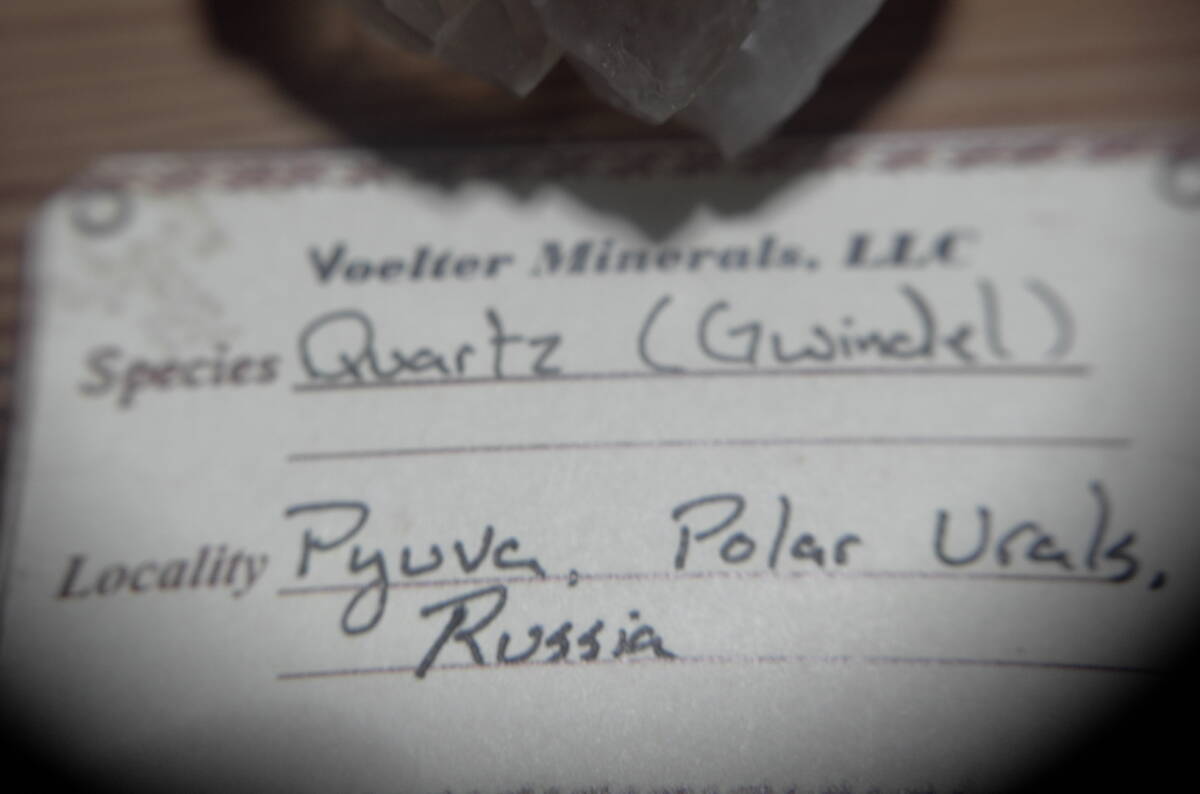 Voelter Minerals, LLC
Species Quartz (Gwindel)
Locality Pyuva, Polar Urals,
Russia